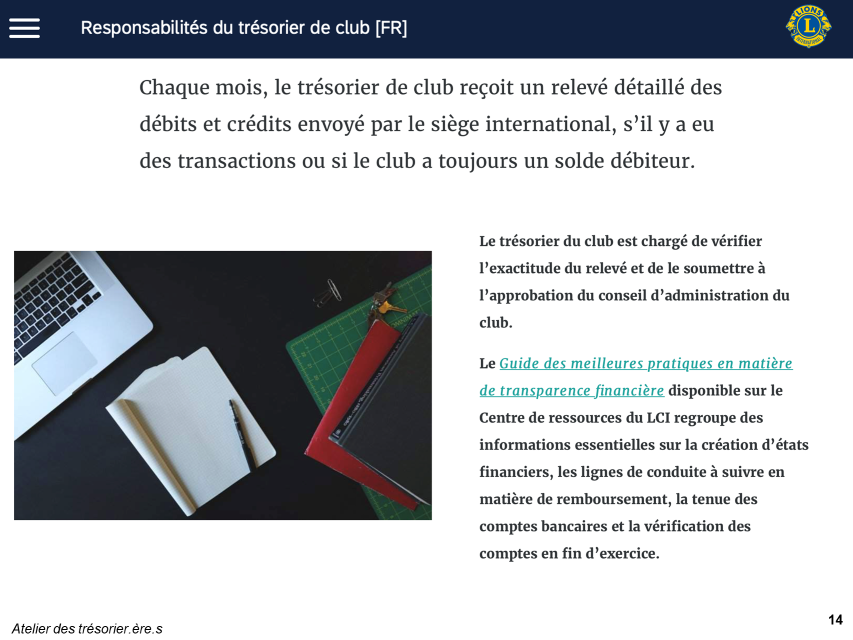 Responsabilités du trésorier de club [FR]
LIONS
L
INTERNATIONAL
Chaque mois, le trésorier de club reçoit un relevé détaillé des
débits et crédits envoyé par le siège international, s’il y a eu
des transactions ou si le club a toujours un solde débiteur.
Le trésorier du club est chargé de vérifier
l’exactitude du relevé et de le soumettre à
l’approbation du conseil d’administration du
club.
Le Guide des meilleures pratiques en matière
de transparence financière disponible sur le
Centre de ressources du LCI regroupe des
informations essentielles sur la création d’états
financiers, les lignes de conduite à suivre en
matière de remboursement, la tenue des
comptes bancaires et la vérification des
comptes en fin d’exercice.
Atelier des trésorier.ère.s
14